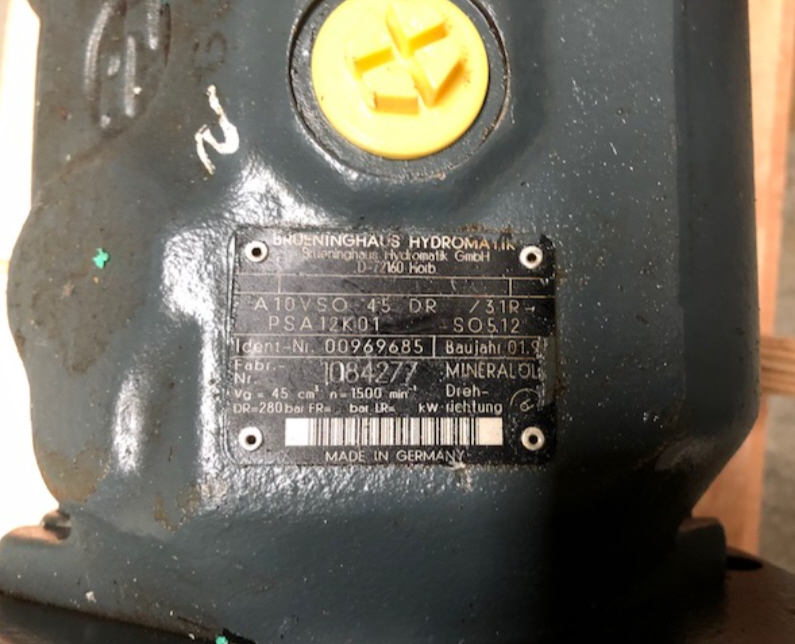 BRUENINGHAUS HYDROMATIK
Brueninghaus Hydromatik GmbH
D-72160 Horb
A10VSO 45 DR /31R-
PSA12K01 -SO512
Ident-Nr. 00969685 Baujahr 01.9
Fabr.-Nr. 1084277 MINERALÖL
Vg = 45 cm³ n = 1500 min⁻¹ Dreh-
DR=280 bar FR= bar LR= kW richtung
MADE IN GERMANY